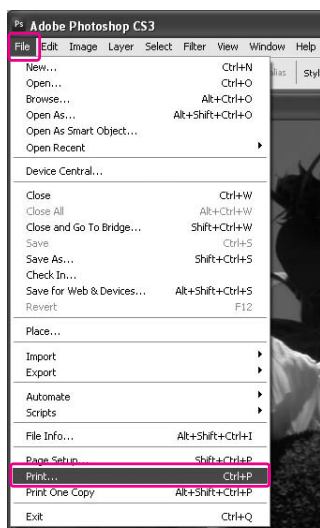 Ps Adobe Photoshop CS3
File Edit Image Layer Select Filter View Window Help
New... Ctrl+N
Open... Ctrl+O
Browse... Alt+Ctrl+O
Open As... Alt+Shift+Ctrl+O
Open As Smart Object...
Open Recent
Device Central...
Close Ctrl+W
Close All Alt+Ctrl+W
Close and Go To Bridge... Shift+Ctrl+W
Save Ctrl+S
Save As... Shift+Ctrl+S
Check In...
Save for Web & Devices... Alt+Shift+Ctrl+S
Revert F12
Place...
Import
Export
Automate
Scripts
File Info... Alt+Shift+Ctrl+I
Page Setup... Shift+Ctrl+P
Print... Ctrl+P
Print One Copy Alt+Shift+Ctrl+P
Exit Ctrl+Q